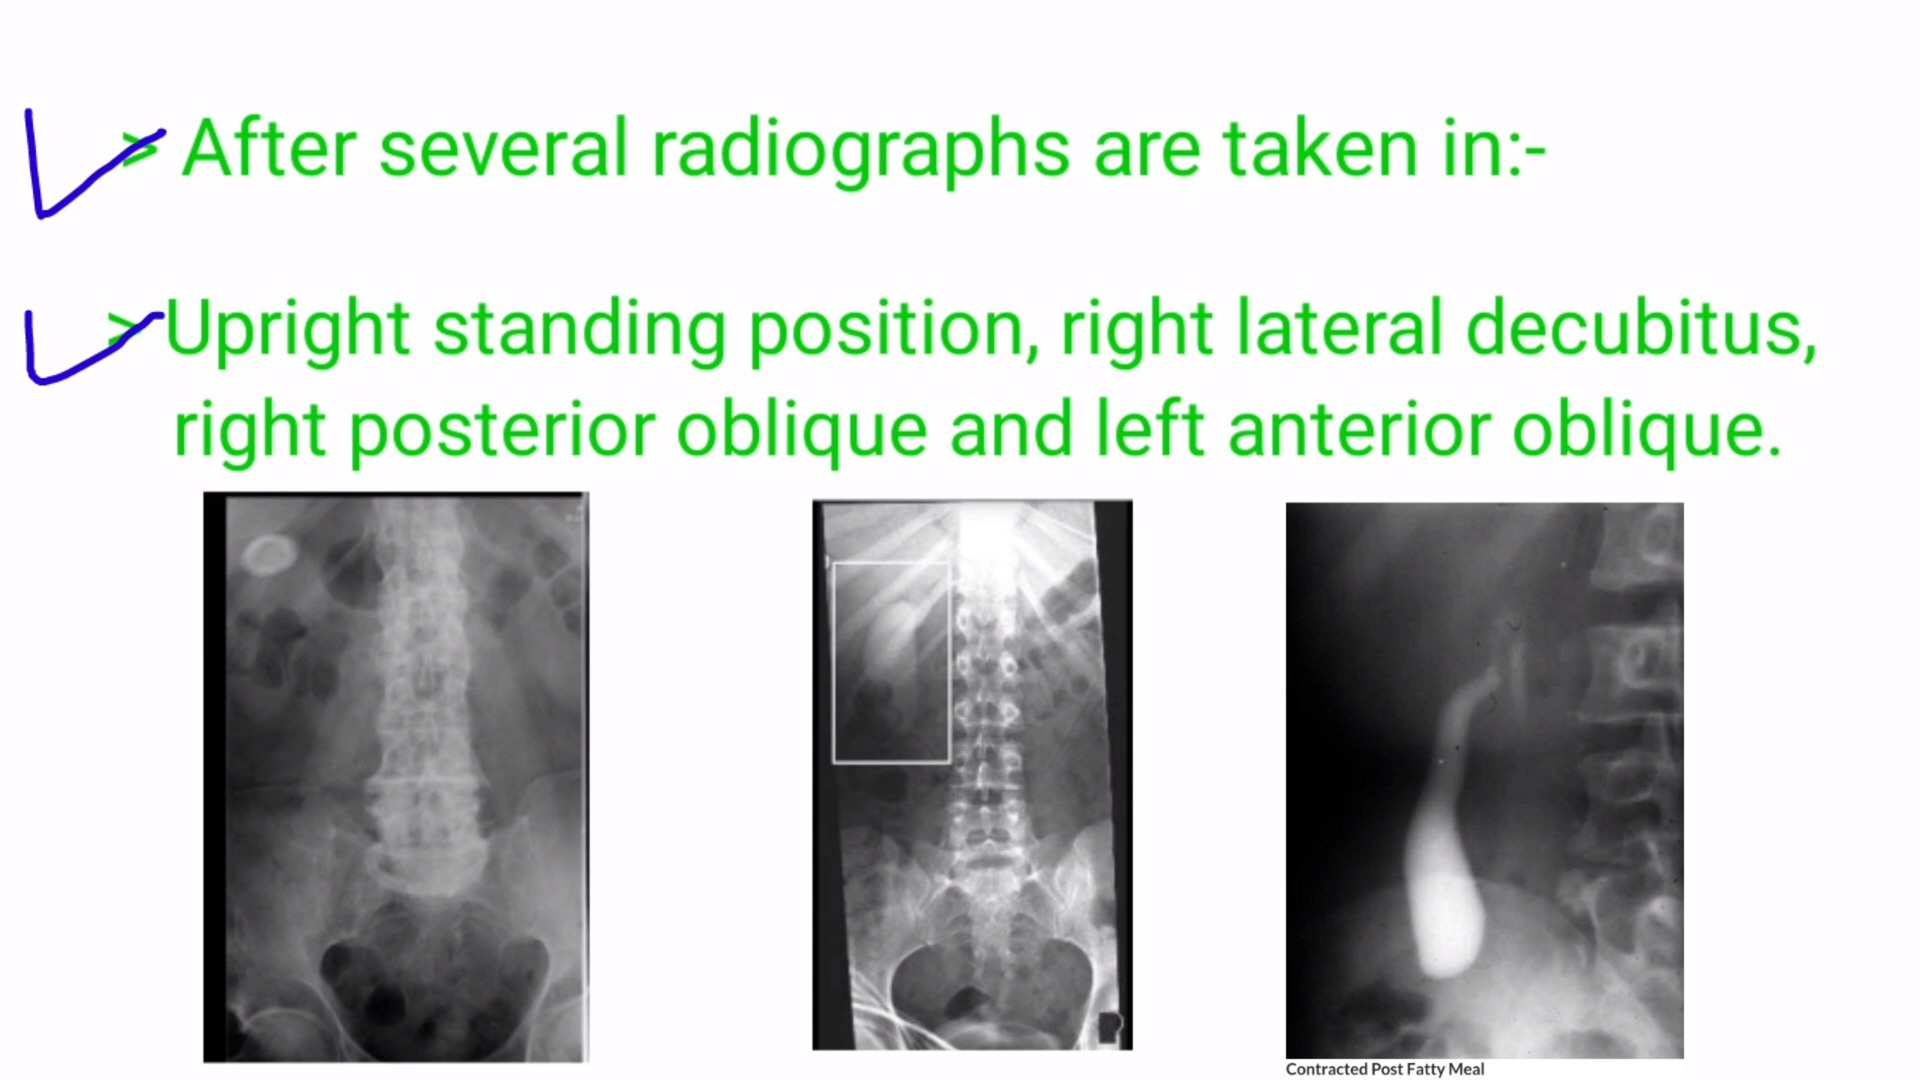 > After several radiographs are taken in:-
> Upright standing position, right lateral decubitus,
right posterior oblique and left anterior oblique.
Contracted Post Fatty Meal